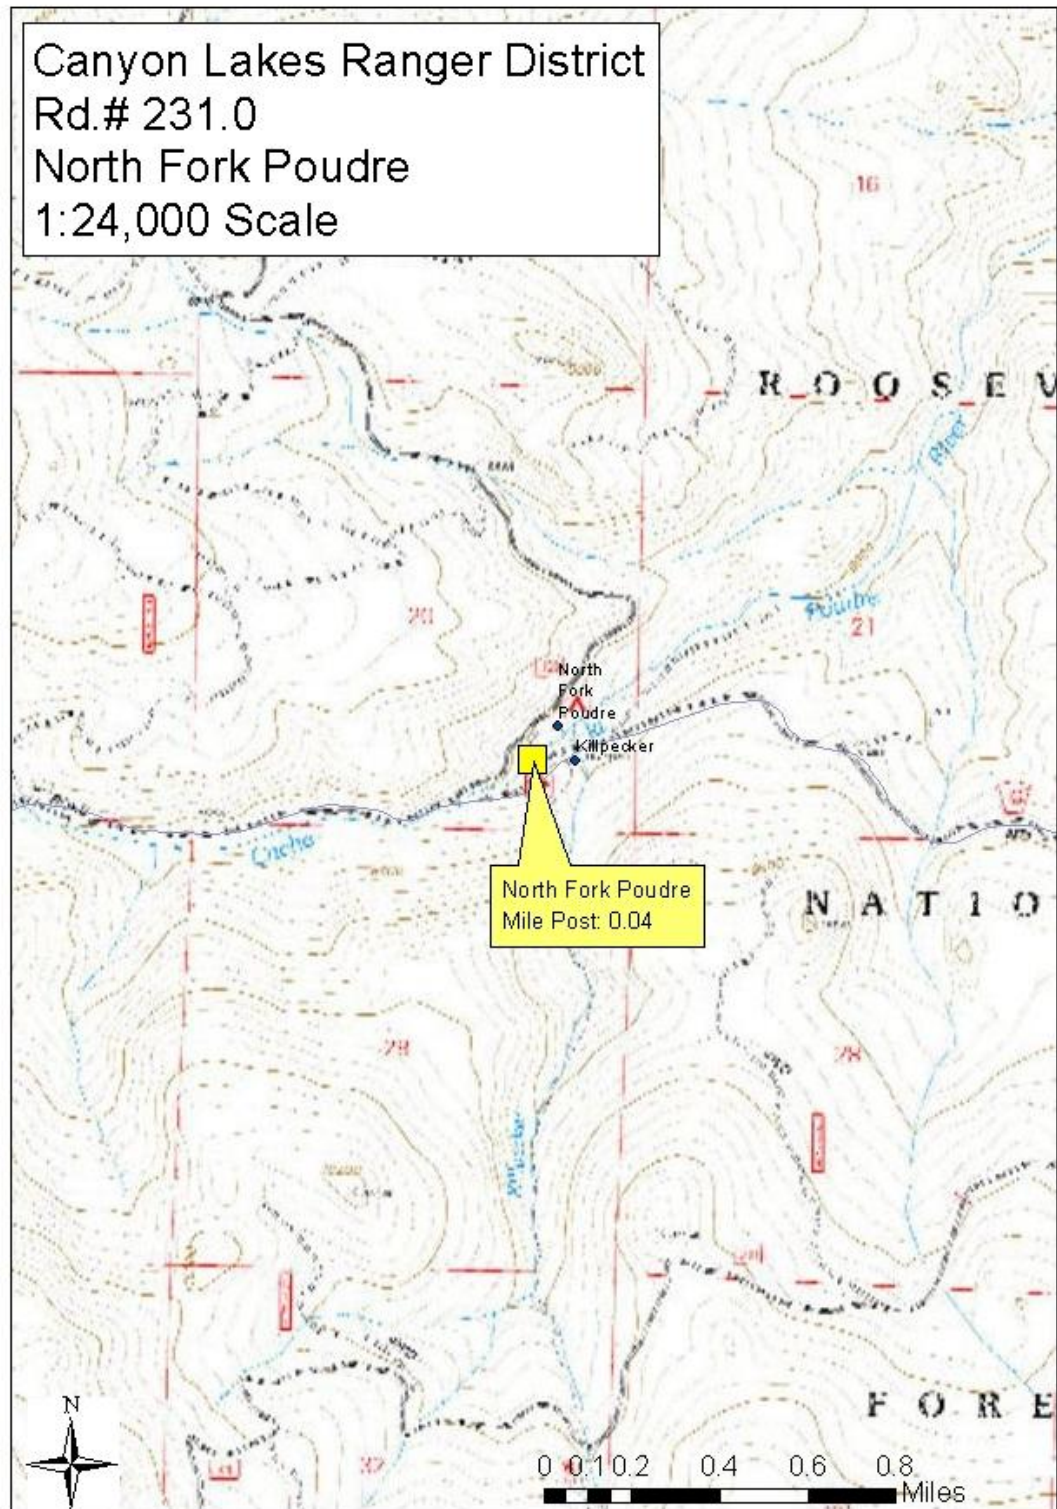 Canyon Lakes Ranger District
Rd.# 231.0
North Fork Poudre
1:24,000 Scale
16
R O O S E V
River
20
Poudre
21
North
Fork
Poudre
Killpecker
Cache
North Fork Poudre
Mile Post: 0.04
N A T I O
28
F O R E
N
32
0 0.1 0.2 0.4 0.6 0.8
Miles